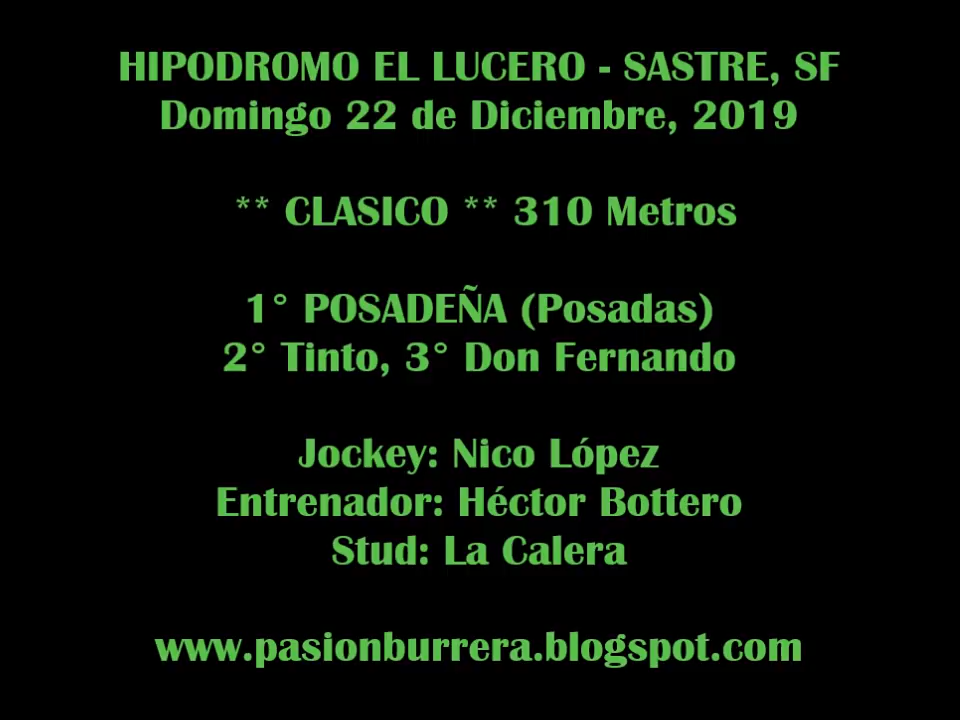 HIPODROMO EL LUCERO - SASTRE, SF
Domingo 22 de Diciembre, 2019
** CLASICO ** 310 Metros
1° POSADEÑA (Posadas)
2° Tinto, 3° Don Fernando
Jockey: Nico López
Entrenador: Héctor Bottero
Stud: La Calera
www.pasionburrera.blogspot.com